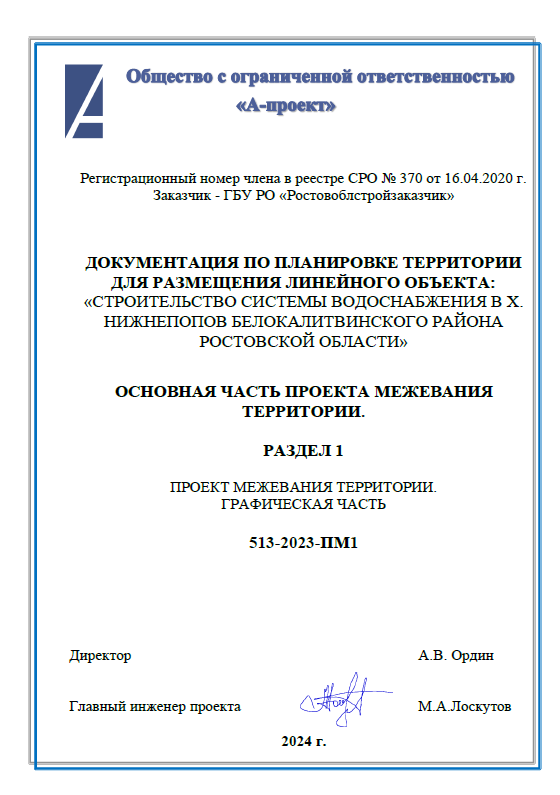 Общество с ограниченной ответственностью
«А-проект»
Регистрационный номер члена в реестре СРО № 370 от 16.04.2020 г.
Заказчик - ГБУ РО «Ростовоблстройзаказчик»
ДОКУМЕНТАЦИЯ ПО ПЛАНИРОВКЕ ТЕРРИТОРИИ
ДЛЯ РАЗМЕЩЕНИЯ ЛИНЕЙНОГО ОБЪЕКТА:
«СТРОИТЕЛЬСТВО СИСТЕМЫ ВОДОСНАБЖЕНИЯ В Х.
НИЖНЕПОПОВ БЕЛОКАЛИТВИНСКОГО РАЙОНА
РОСТОВСКОЙ ОБЛАСТИ»
ОСНОВНАЯ ЧАСТЬ ПРОЕКТА МЕЖЕВАНИЯ
ТЕРРИТОРИИ.
РАЗДЕЛ 1
ПРОЕКТ МЕЖЕВАНИЯ ТЕРРИТОРИИ.
ГРАФИЧЕСКАЯ ЧАСТЬ
513-2023-ПМ1
Директор А.В. Ордин
Главный инженер проекта М.А.Лоскутов
2024 г.